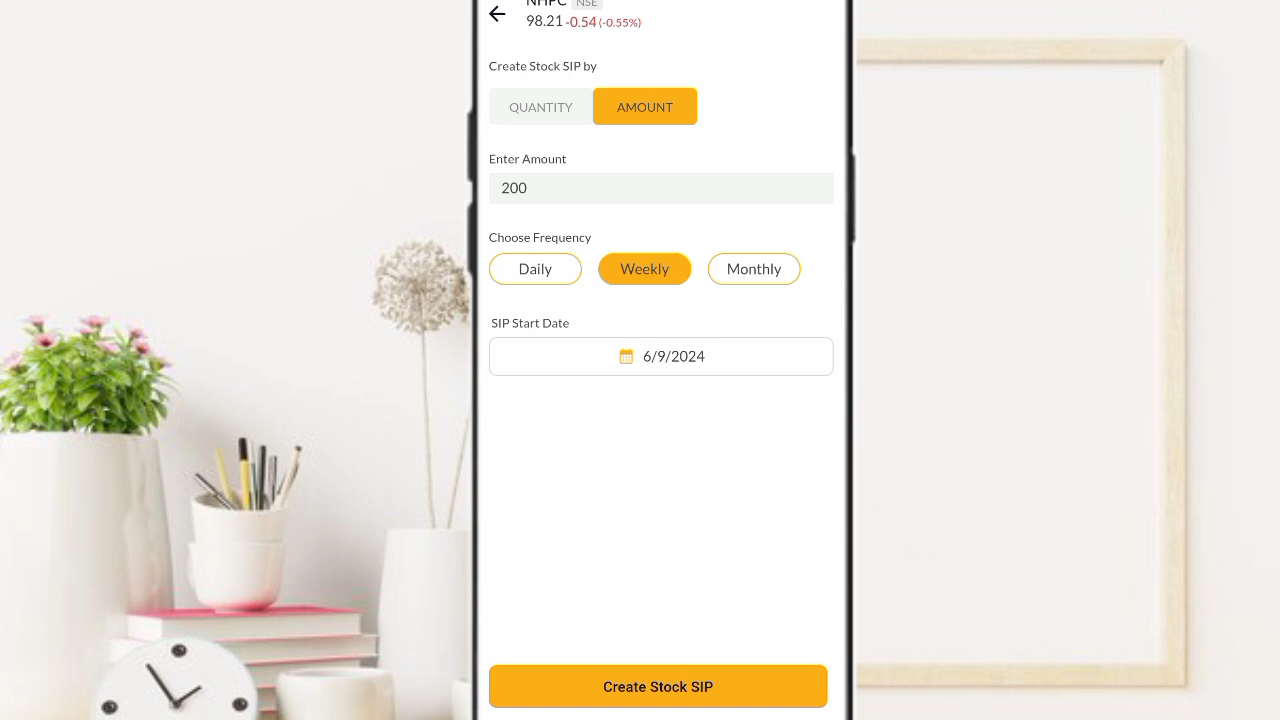 NHPC NSE
98.21 -0.54 (-0.55%)
Create Stock SIP by
QUANTITY AMOUNT
Enter Amount
200
Choose Frequency
Daily Weekly Monthly
SIP Start Date
6/9/2024
Create Stock SIP